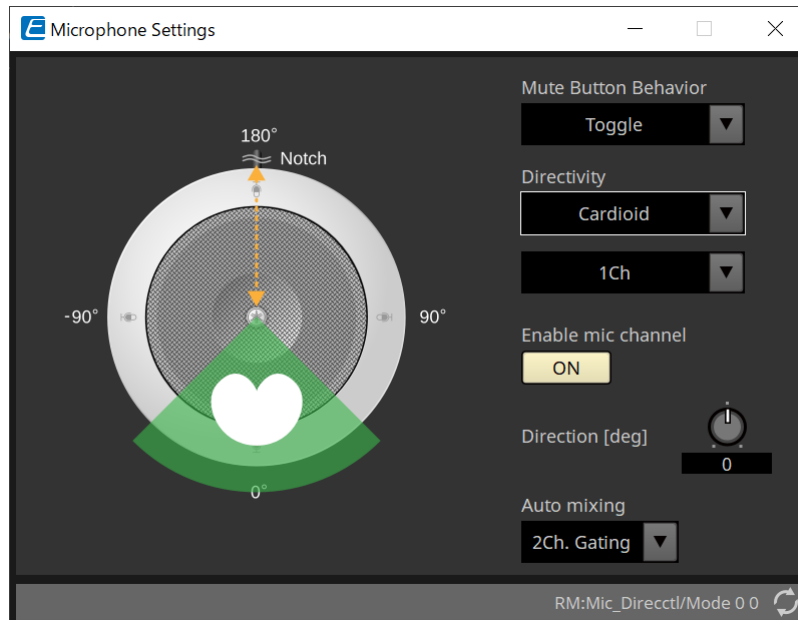 Microphone Settings
Mute Button Behavior
Toggle
180°
Notch
Directivity
Cardioid
1Ch
-90°
90°
Enable mic channel
ON
Direction [deg]
0
0°
Auto mixing
2Ch. Gating
RM:Mic_Direcctl/Mode 0 0